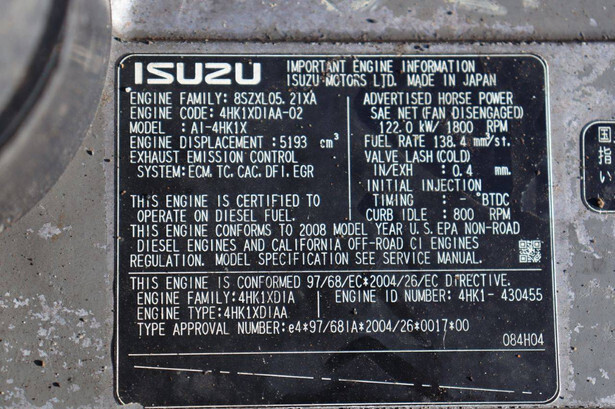 ISUZU
IMPORTANT ENGINE INFORMATION
ISUZU MOTORS LTD. MADE IN JAPAN
ENGINE FAMILY: 8SZXL05.21XA
ENGINE CODE: 4HK1XDIAA-02
MODEL : AI-4HK1X
ENGINE DISPLACEMENT: 5193 cm³
EXHAUST EMISSION CONTROL
SYSTEM: ECM, TC, CAC, DFI, EGR
THIS ENGINE IS CERTIFIED TO
OPERATE ON DIESEL FUEL.
ADVERTISED HORSE POWER
SAE NET (FAN DISENGAGED)
122.0 kW/ 1800 RPM
FUEL RATE 138.4 mm³/st.
VALVE LASH (COLD)
IN/EXH : 0.4 mm.
INITIAL INJECTION
TIMING : - °BTDC
CURB IDLE : 800 RPM
THIS ENGINE CONFORMS TO 2008 MODEL YEAR U.S. EPA NON-ROAD
DIESEL ENGINES AND CALIFORNIA OFF-ROAD CI ENGINES
REGULATION. MODEL SPECIFICATION SEE SERVICE MANUAL.
THIS ENGINE IS CONFORMED 97/68/EC*2004/26/EC DIRECTIVE.
ENGINE FAMILY: 4HK1XDIA
ENGINE ID NUMBER: 4HK1- 430455
ENGINE TYPE: 4HK1XDIAA
TYPE APPROVAL NUMBER: e4*97/68IA*2004/26*0017*00
084H04
指い